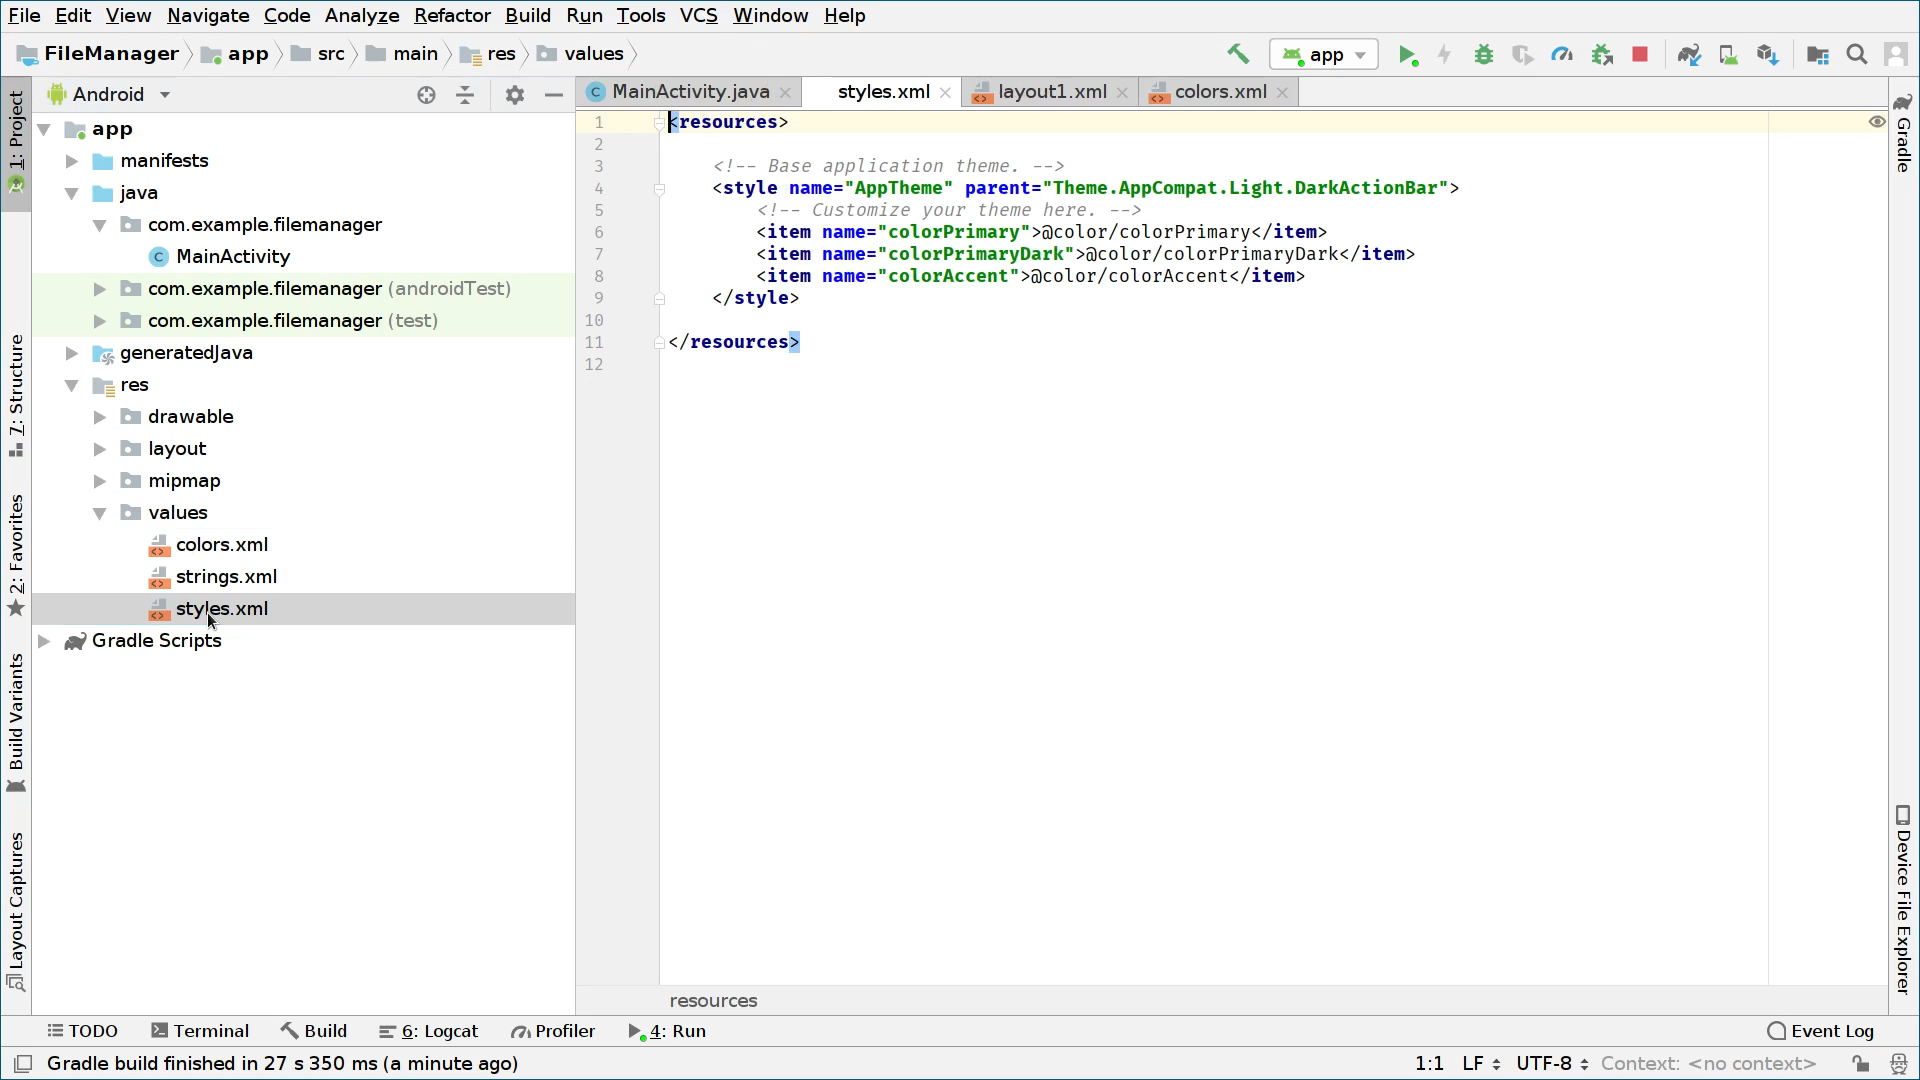 File Edit View Navigate Code Analyze Refactor Build Run Tools VCS Window Help
FileManager app src main res values app
1: Project
7: Structure
2: Favorites
Build Variants
Layout Captures
Android
app
manifests
java
com.example.filemanager
C MainActivity
com.example.filemanager (androidTest)
com.example.filemanager (test)
generatedJava
res
drawable
layout
mipmap
values
colors.xml
strings.xml
styles.xml
Gradle Scripts
C MainActivity.java styles.xml layout1.xml colors.xml
1 <resources>
2
3 <!-- Base application theme. -->
4 <style name="AppTheme" parent="Theme.AppCompat.Light.DarkActionBar">
5 <!-- Customize your theme here. -->
6 <item name="colorPrimary">@color/colorPrimary</item>
7 <item name="colorPrimaryDark">@color/colorPrimaryDark</item>
8 <item name="colorAccent">@color/colorAccent</item>
9 </style>
10
11 </resources>
12
resources
Gradle
Device File Explorer
TODO Terminal Build 6: Logcat Profiler 4: Run Event Log
Gradle build finished in 27 s 350 ms (a minute ago) 1:1 LF UTF-8 Context: <no context>